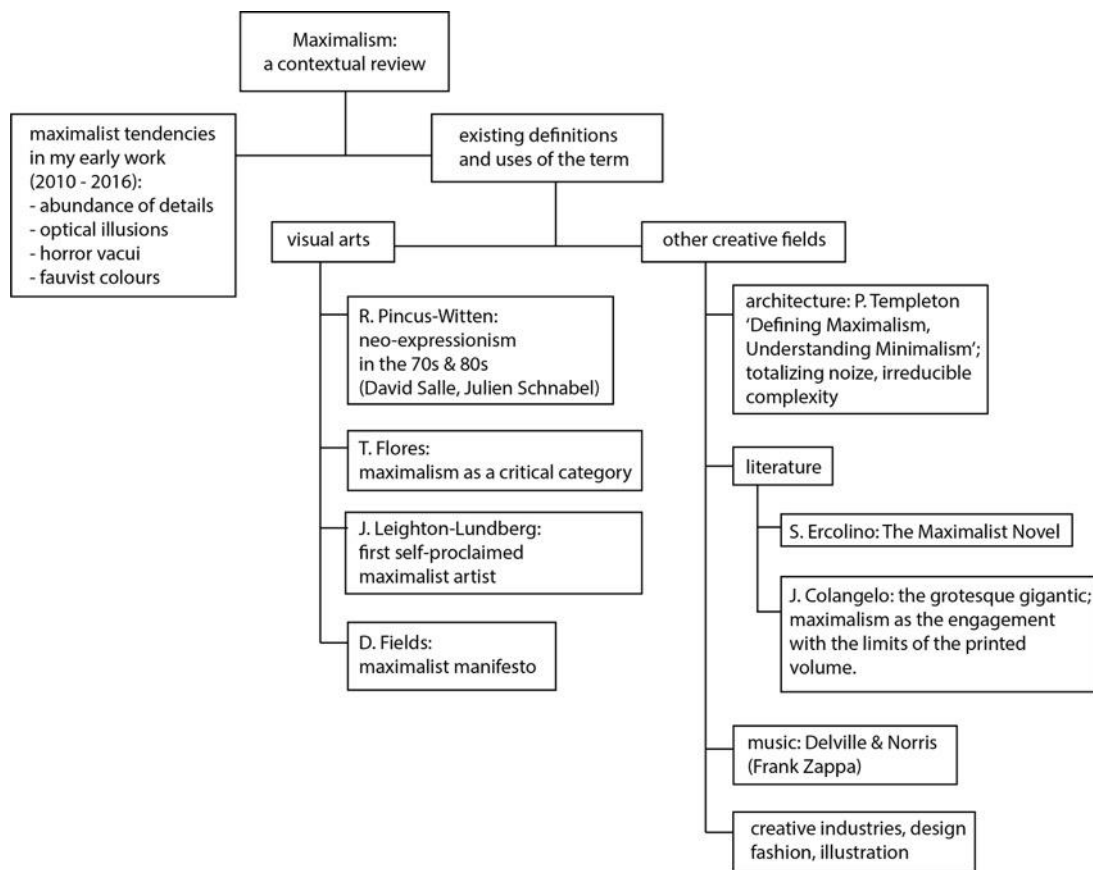 Maximalism:
a contextual review
maximalist tendencies
in my early work
(2010 - 2016):
- abundance of details
- optical illusions
- horror vacui
- fauvist colours
existing definitions
and uses of the term
visual arts
R. Pincus-Witten:
neo-expressionism
in the 70s & 80s
(David Salle, Julien Schnabel)
T. Flores:
maximalism as a critical category
J. Leighton-Lundberg:
first self-proclaimed
maximalist artist
D. Fields:
maximalist manifesto
other creative fields
architecture: P. Templeton
‘Defining Maximalism,
Understanding Minimalism’;
totalizing noize, irreducible
complexity
literature
S. Ercolino: The Maximalist Novel
J. Colangelo: the grotesque gigantic;
maximalism as the engagement
with the limits of the printed
volume.
music: Delville & Norris
(Frank Zappa)
creative industries, design
fashion, illustration